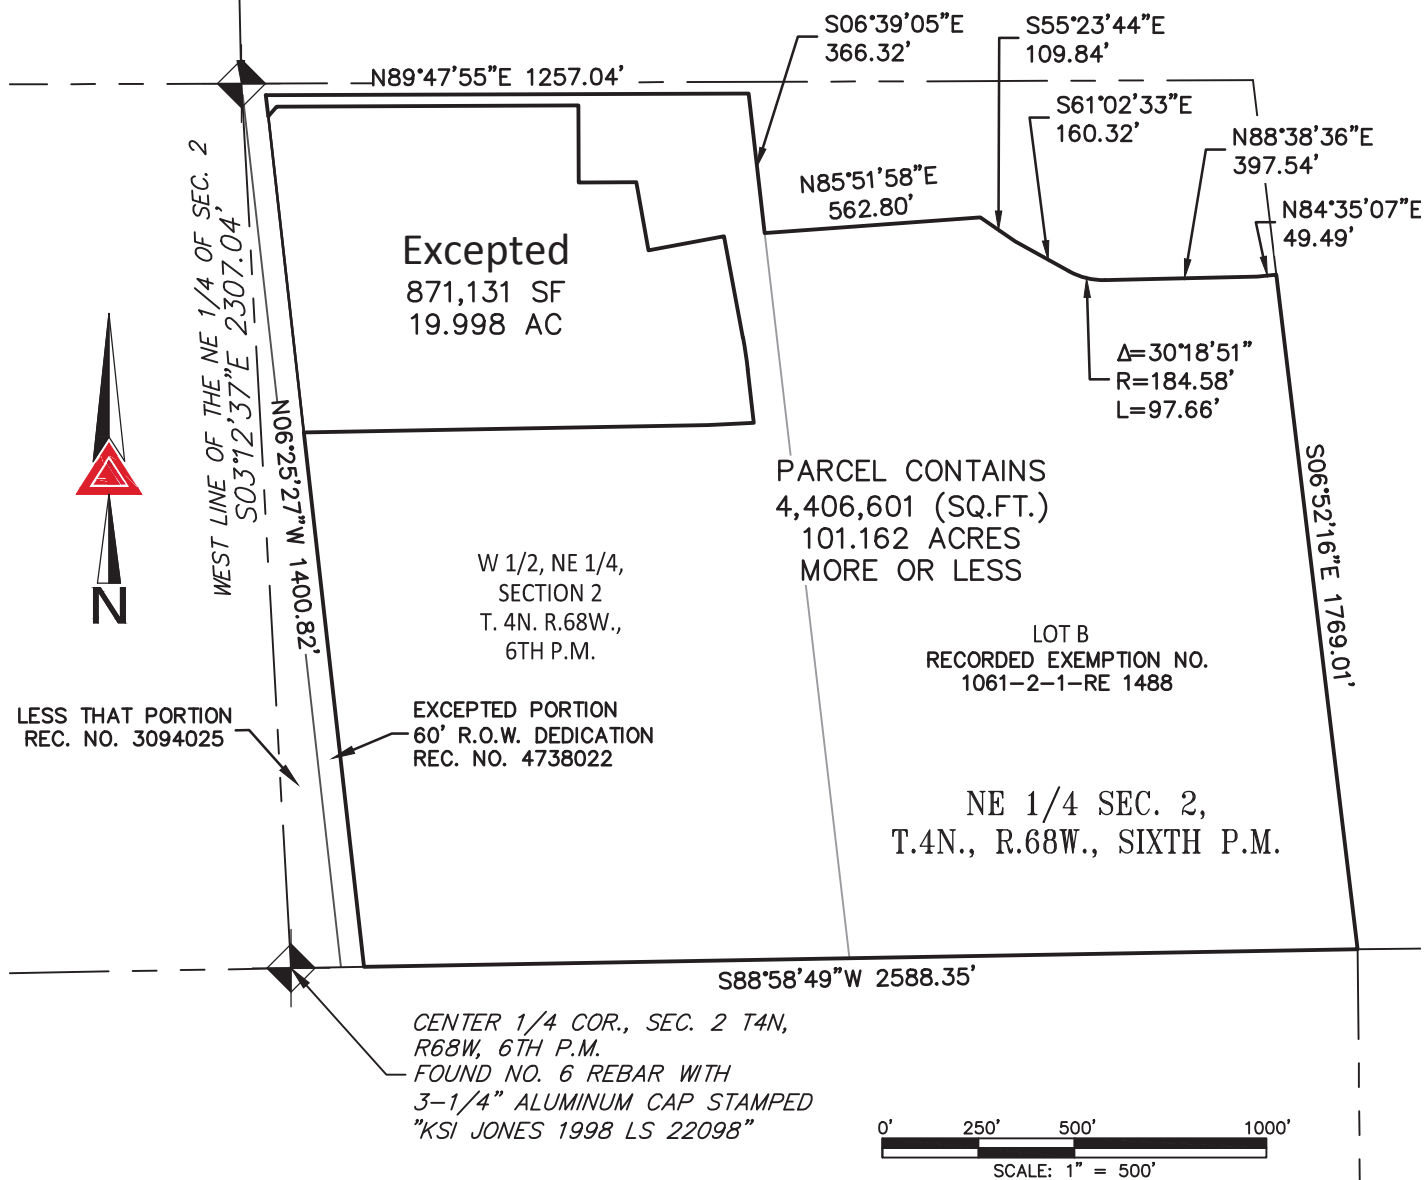 S06°39'05"E
366.32'
S55°23'44"E
109.84'
N89°47'55"E 1257.04'
S61°02'33"E
160.32'
N88°38'36"E
397.54'
N85°51'58"E
562.80'
N84°35'07"E
49.49'
WEST LINE OF THE NE 1/4 OF SEC. 2
S03°12'37"E 2307.04'
Excepted
871,131 SF
19.998 AC
Δ=30°18'51"
R=184.58'
L=97.66'
N06°25'27"W 1400.82'
PARCEL CONTAINS
4,406,601 (SQ.FT.)
101.162 ACRES
MORE OR LESS
S06°52'16"E 1769.01'
N
W 1/2, NE 1/4,
SECTION 2
T. 4N. R.68W.,
6TH P.M.
LOT B
RECORDED EXEMPTION NO.
1061-2-1-RE 1488
LESS THAT PORTION
REC. NO. 3094025
EXCEPTED PORTION
60' R.O.W. DEDICATION
REC. NO. 4738022
NE 1/4 SEC. 2,
T.4N., R.68W., SIXTH P.M.
S88°58'49"W 2588.35'
CENTER 1/4 COR., SEC. 2 T4N,
R68W, 6TH P.M.
FOUND NO. 6 REBAR WITH
3-1/4" ALUMINUM CAP STAMPED
"KSI JONES 1998 LS 22098"
0' 250' 500' 1000'
SCALE: 1" = 500'